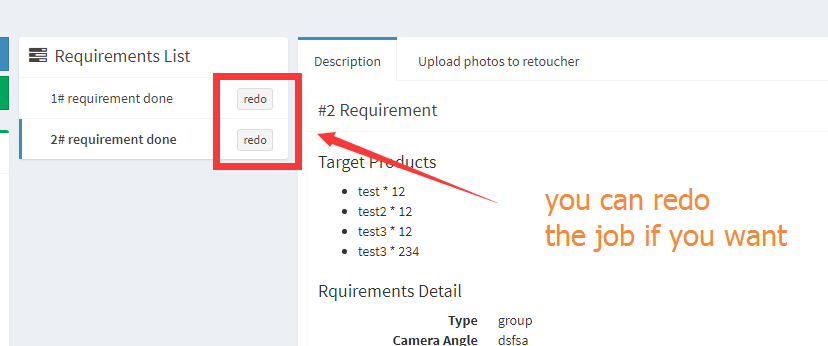 Requirements List
1# requirement done
redo
2# requirement done
redo
Description
Upload photos to retoucher
#2 Requirement
Target Products
test * 12
test2 * 12
test3 * 12
test3 * 234
you can redo
the job if you want
Rquirements Detail
Type group
Camera Angle dsfsa